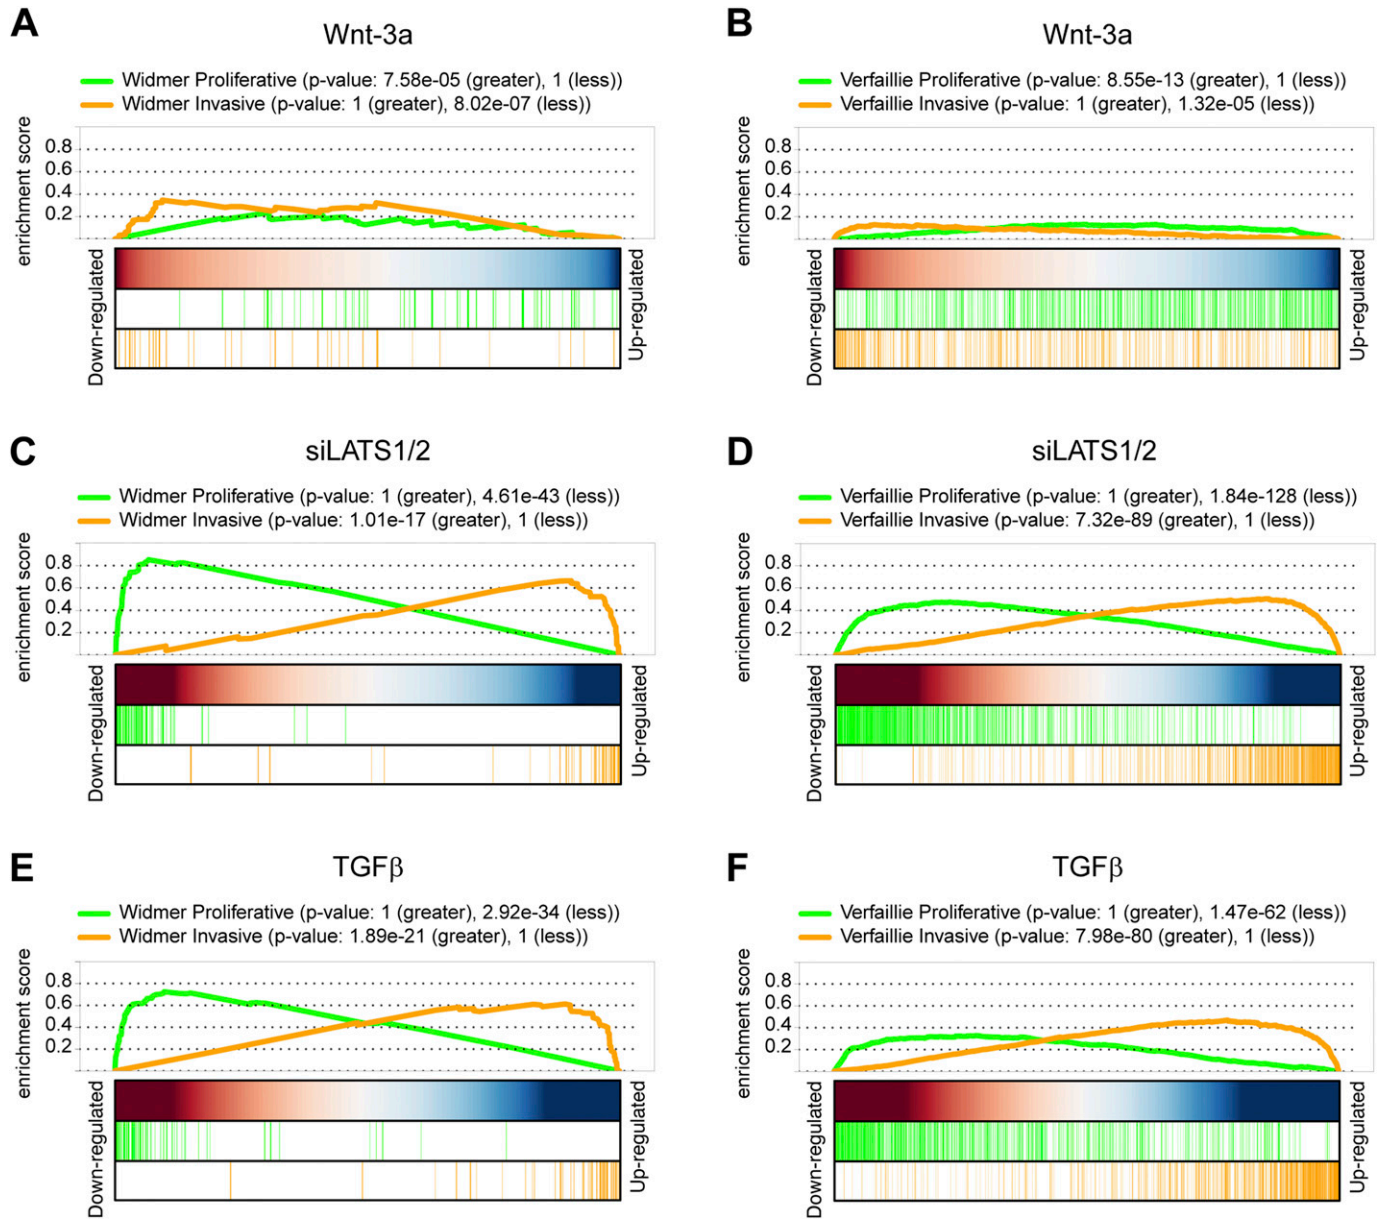 A
Wnt-3a
Widmer Proliferative (p-value: 7.58e-05 (greater), 1 (less))
Widmer Invasive (p-value: 1 (greater), 8.02e-07 (less))
enrichment score
0.8
0.6
0.4
0.2
Down-regulated
Up-regulated
B
Wnt-3a
Verfaillie Proliferative (p-value: 8.55e-13 (greater), 1 (less))
Verfaillie Invasive (p-value: 1 (greater), 1.32e-05 (less))
enrichment score
0.8
0.6
0.4
0.2
Down-regulated
Up-regulated
C
siLATS1/2
Widmer Proliferative (p-value: 1 (greater), 4.61e-43 (less))
Widmer Invasive (p-value: 1.01e-17 (greater), 1 (less))
enrichment score
0.8
0.6
0.4
0.2
Down-regulated
Up-regulated
D
siLATS1/2
Verfaillie Proliferative (p-value: 1 (greater), 1.84e-128 (less))
Verfaillie Invasive (p-value: 7.32e-89 (greater), 1 (less))
enrichment score
0.8
0.6
0.4
0.2
Down-regulated
Up-regulated
E
TGFβ
Widmer Proliferative (p-value: 1 (greater), 2.92e-34 (less))
Widmer Invasive (p-value: 1.89e-21 (greater), 1 (less))
enrichment score
0.8
0.6
0.4
0.2
Down-regulated
Up-regulated
F
TGFβ
Verfaillie Proliferative (p-value: 1 (greater), 1.47e-62 (less))
Verfaillie Invasive (p-value: 7.98e-80 (greater), 1 (less))
enrichment score
0.8
0.6
0.4
0.2
Down-regulated
Up-regulated